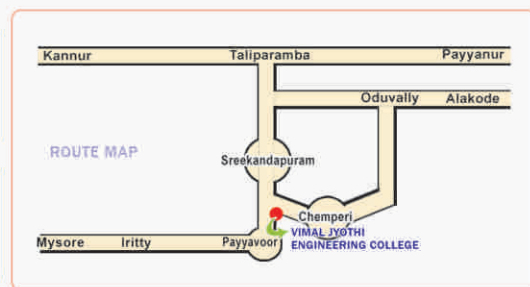 Kannur Taliparamba Payyanur
Oduvally Alakode
ROUTE MAP
Sreekandapuram
Chemperi
Mysore Iritty Payyavoor
VIMAL JYOTHI
ENGINEERING COLLEGE